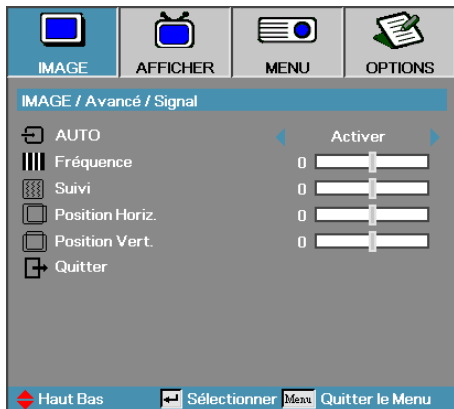 IMAGE AFFICHER MENU OPTIONS
IMAGE / Avancé / Signal
AUTO Activer
Fréquence 0
Suivi 0
Position Horiz. 0
Position Vert. 0
Quitter
Haut Bas Sélectionner Menu Quitter le Menu